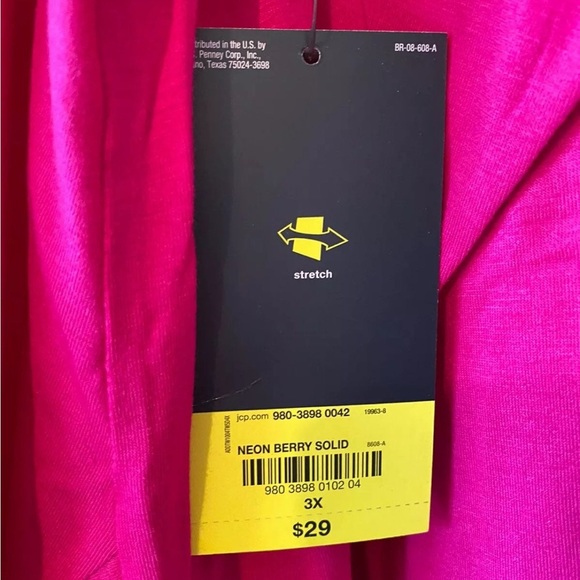 tributed in the U.S. by
. Penney Corp., Inc.,
ano, Texas 75024-3698
BR-08-608-A
stretch
jcp.com 980-3898 0042 19963-8
NEON BERRY SOLID 8608-A
980 3898 0102 04
3X
$29